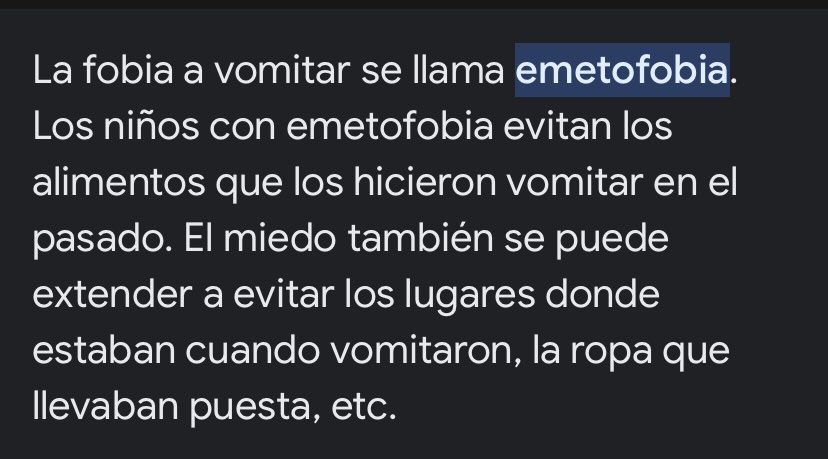 La fobia a vomitar se llama emetofobia.
Los niños con emetofobia evitan los
alimentos que los hicieron vomitar en el
pasado. El miedo también se puede
extender a evitar los lugares donde
estaban cuando vomitaron, la ropa que
llevaban puesta, etc.